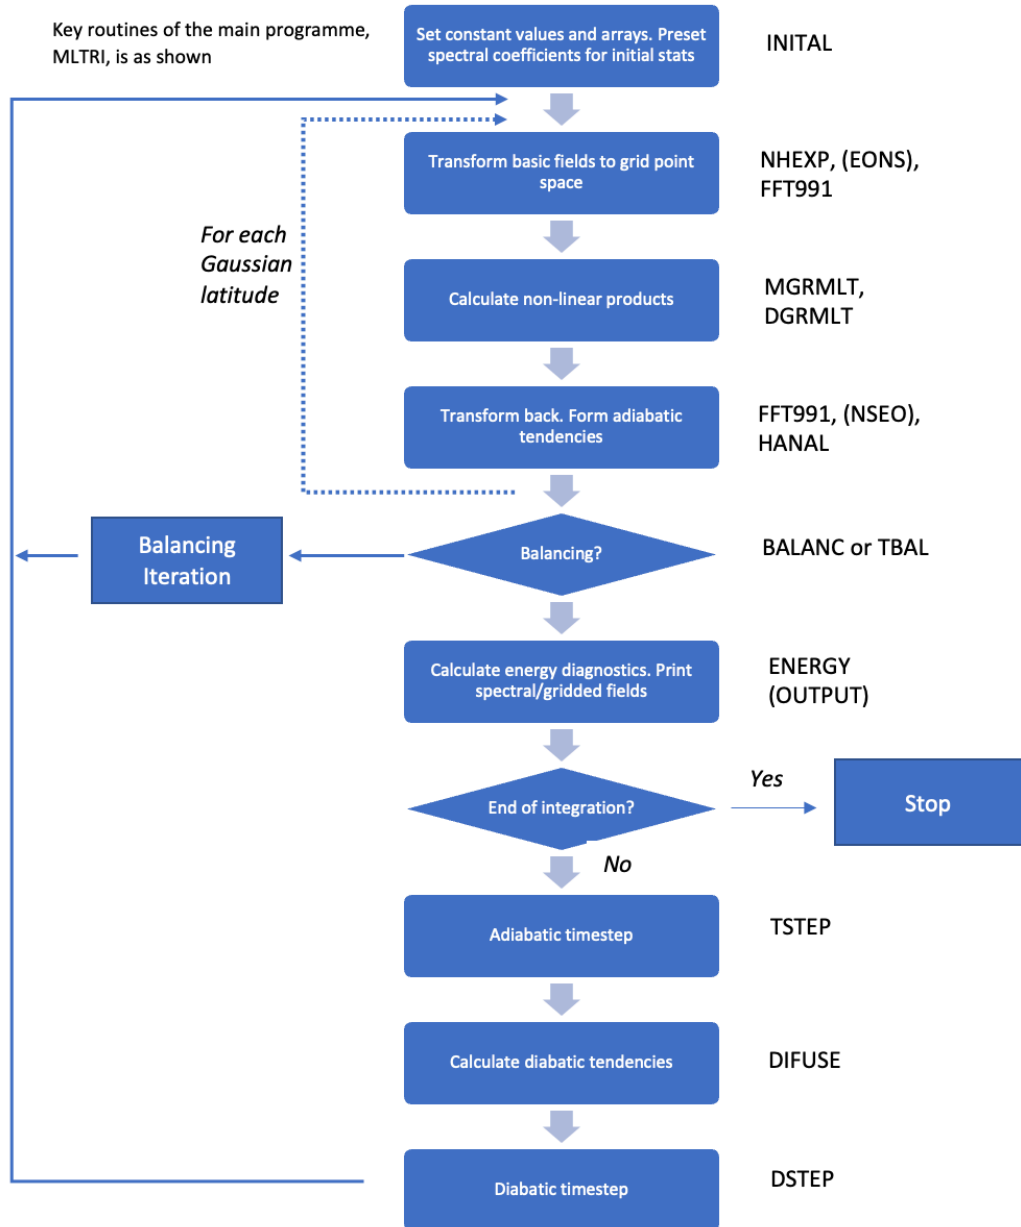 Key routines of the main programme,
MLTRI, is as shown
Set constant values and arrays. Preset
spectral coefficients for initial stats
INITAL
Transform basic fields to grid point
space
NHEXP, (EONS),
FFT991
For each
Gaussian
latitude
Calculate non-linear products
MGRMLT,
DGRMLT
Transform back. Form adiabatic
tendencies
FFT991, (NSEO),
HANAL
Balancing
Iteration
Balancing?
BALANC or TBAL
Calculate energy diagnostics. Print
spectral/gridded fields
ENERGY
(OUTPUT)
End of integration?
Yes
Stop
No
Adiabatic timestep
TSTEP
Calculate diabatic tendencies
DIFUSE
Diabatic timestep
DSTEP